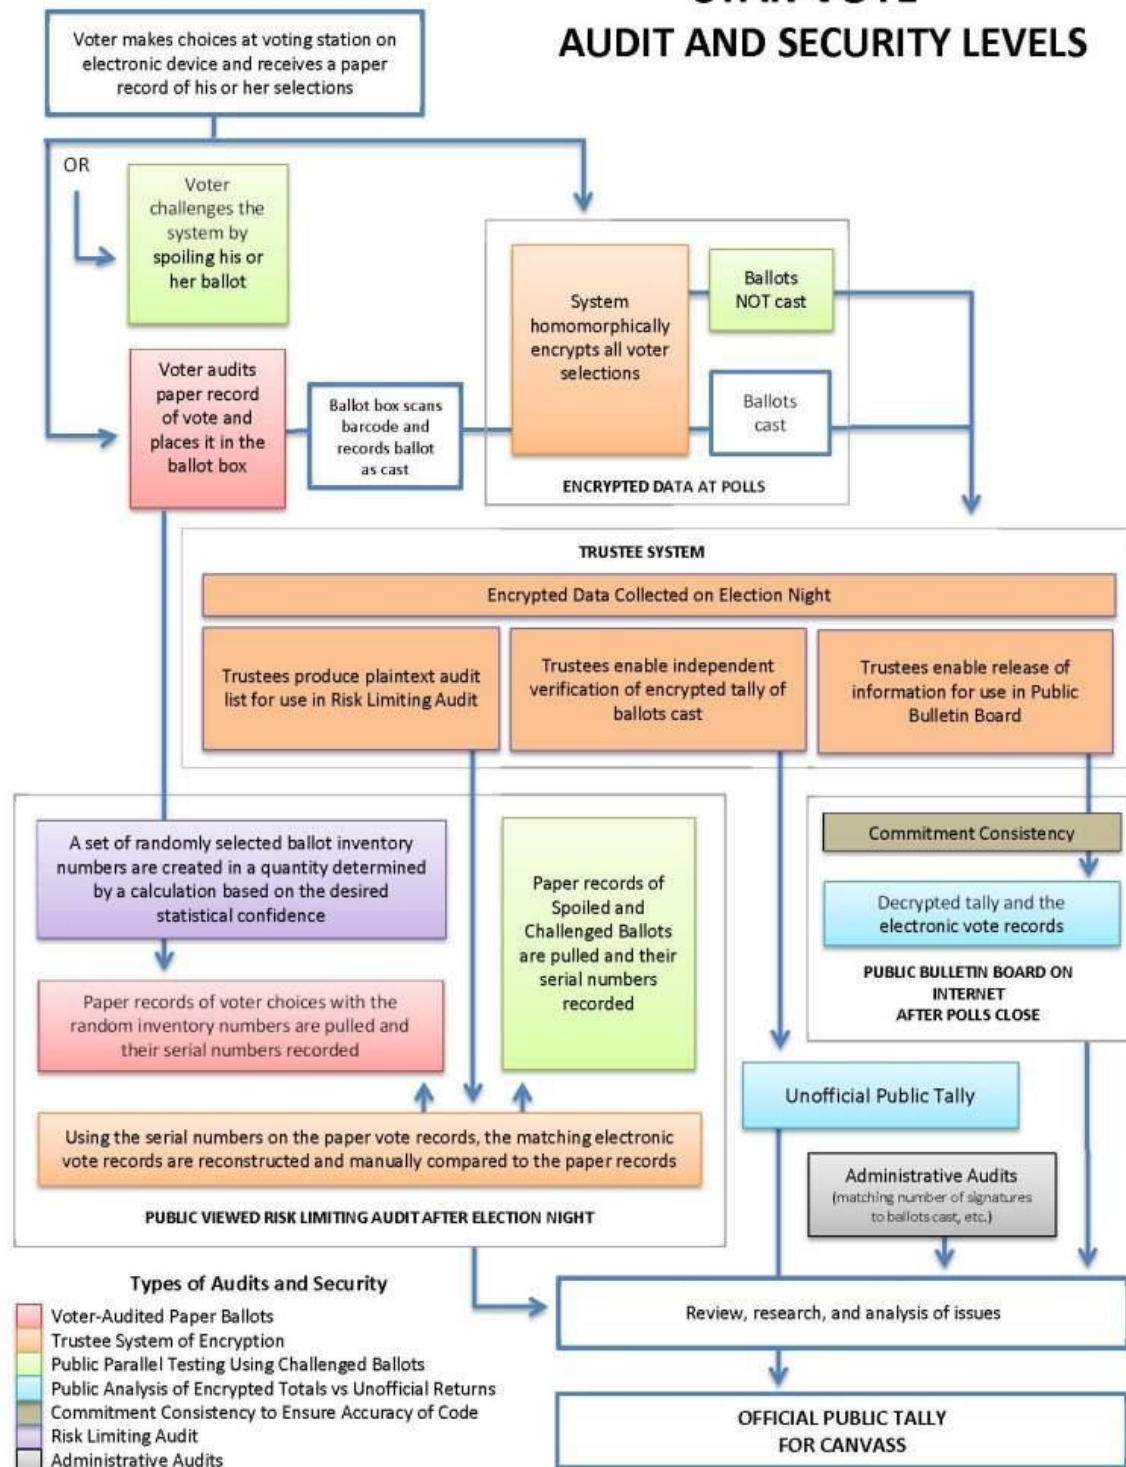 AUDIT AND SECURITY LEVELS
Voter makes choices at voting station on
electronic device and receives a paper
record of his or her selections
OR
Voter
challenges the
system by
spoiling his or
her ballot
System
homomorphically
encrypts all voter
selections
Ballots
NOT cast
Voter audits
paper record
of vote and
places it in the
ballot box
Ballot box scans
barcode and
records ballot
as cast
Ballots
cast
ENCRYPTED DATA AT POLLS
TRUSTEE SYSTEM
Encrypted Data Collected on Election Night
Trustees produce plaintext audit
list for use in Risk Limiting Audit
Trustees enable independent
verification of encrypted tally of
ballots cast
Trustees enable release of
information for use in Public
Bulletin Board
A set of randomly selected ballot inventory
numbers are created in a quantity determined
by a calculation based on the desired
statistical confidence
Paper records of
Spoiled and
Challenged Ballots
are pulled and their
serial numbers
recorded
Commitment Consistency
Decrypted tally and the
electronic vote records
PUBLIC BULLETIN BOARD ON
INTERNET
AFTER POLLS CLOSE
Paper records of voter choices with the
random inventory numbers are pulled and
their serial numbers recorded
Unofficial Public Tally
Using the serial numbers on the paper vote records, the matching electronic
vote records are reconstructed and manually compared to the paper records
PUBLIC VIEWED RISK LIMITING AUDIT AFTER ELECTION NIGHT
Administrative Audits
(matching number of signatures
to ballots cast, etc.)
Review, research, and analysis of issues
OFFICIAL PUBLIC TALLY
FOR CANVASS
Types of Audits and Security
Voter-Audited Paper Ballots
Trustee System of Encryption
Public Parallel Testing Using Challenged Ballots
Public Analysis of Encrypted Totals vs Unofficial Returns
Commitment Consistency to Ensure Accuracy of Code
Risk Limiting Audit
Administrative Audits